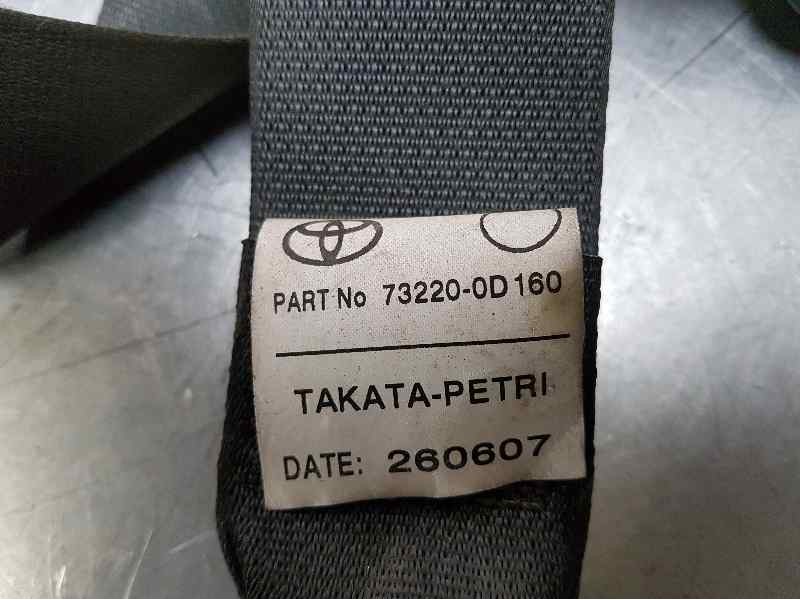 PART No 73220-0D160
TAKATA-PETRI
DATE: 260607